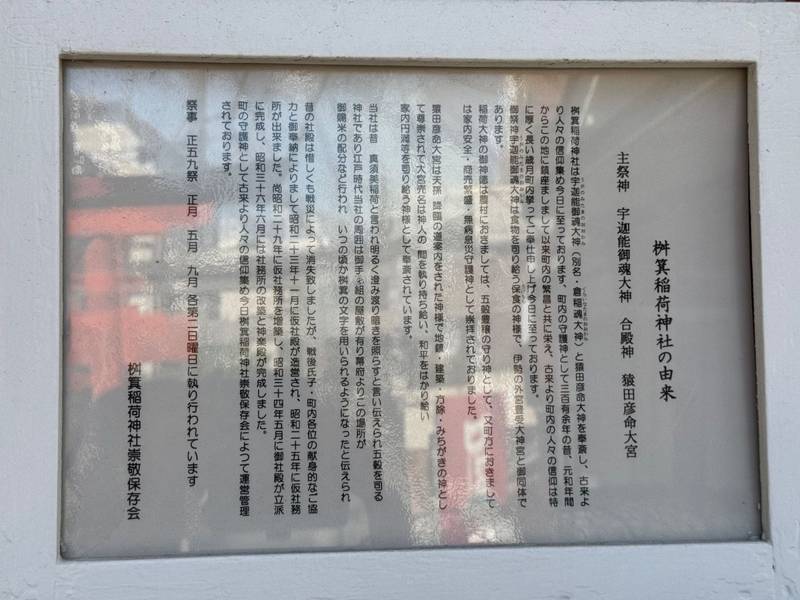 桝箕稲荷神社の由来
主祭神　宇迦能御魂大神　合殿神　猿田彦命大宮
桝箕稲荷神社は宇迦能御魂大神（別名・倉稲魂大神）と猿田彦命大神を奉斎し、古来よ
り人々の信仰集め今日に至っております、町内の守護神として三百有余年の昔、元和年間
からこの地に鎮座ましまして以来町内の繁昌と共に栄え、古来より町内の人々の信仰は特
に厚く長い歳月町内挙ってご奉仕申し上げ今日に至っております。
御祭神宇迦能御魂大神は食物を司り給う保食の神様で、伊勢の外宮豊受大神宮と御同体で
あります。
稲荷大神の御神徳は農村におきましては、五穀豊穣の守り神として、又町方におきまして
は家内安全・商売繁盛・無病息災守護神として崇拝されておりました。
猿田彦命大宮は天孫 降臨の道案内をされた神様で地鎮・建築・方除・みちがきの神とし
て尊崇されて大宮売名は神人の 間を執り持ち給い、和平をはかり給い
家内円満等を司り給う神様として奉斎されています。
当社は昔　真須美稲荷と言われ明るく澄み渡り暗きを照らすと言い伝えられ五穀を司る
神社であり江戸時代当社の周囲は御手 組の屋敷が有り幕府よりこの場所が
御賜米の配分など行われ　いつの頃か桝箕の文字を用いられるようになったと伝えられ
昔の社殿は惜しくも戦災によって消失致しましたが、戦後氏子・町内各位の献身的なご協
力と御奉納によりまして昭和二十三年十一月に仮社殿が造営され、昭和二十五年に仮社務
所が出来ました。尚昭和二十九年に仮社務所を増築し、昭和三十四年五月に御社殿が立派
に完成し、昭和三十六年六月には社務所の改築と神楽殿が完成しました。
町の守護神として古来より人々の信仰集め今日桝箕稲荷神社崇敬保存会によつて運営管理
されております。
祭事　正五九祭　正月　五月　九月　各第二日曜日に執り行われています
桝箕稲荷神社崇敬保存会